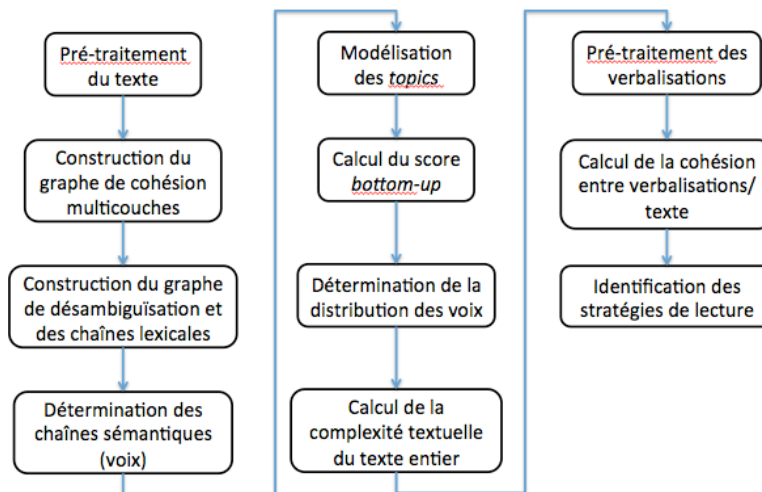 Pré-traitement
du texte
Construction du
graphe de cohésion
multicouches
Construction du graphe
de désambiguïsation et
des chaînes lexicales
Détermination des
chaînes sémantiques
(voix)
Modélisation
des topics
Calcul du score
bottom-up
Détermination de la
distribution des voix
Calcul de la
complexité textuelle
du texte entier
Pré-traitement des
verbalisations
Calcul de la cohésion
entre verbalisations/
texte
Identification des
stratégies de lecture